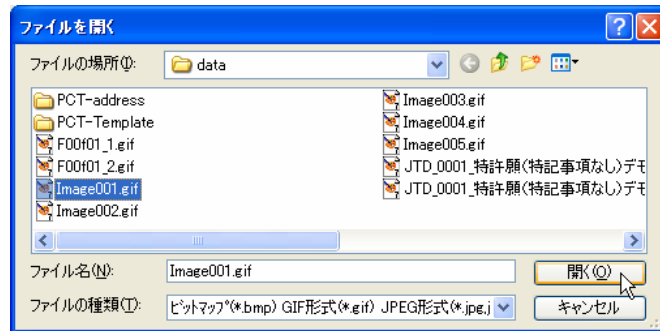 ファイルを開く
ファイルの場所(I):
data
PCT-address
PCT-Template
F00f01_1.gif
F00f01_2.gif
Image001.gif
Image002.gif
Image003.gif
Image004.gif
Image005.gif
JTD_0001_特許願(特記事項なし)デモ
JTD_0001_特許願(特記事項なし)デモ
ファイル名(N):
Image001.gif
開く(O)
ファイルの種類(T):
ビットマップ(*.bmp) GIF形式(*.gif) JPEG形式(*.jpg,j
キャンセル